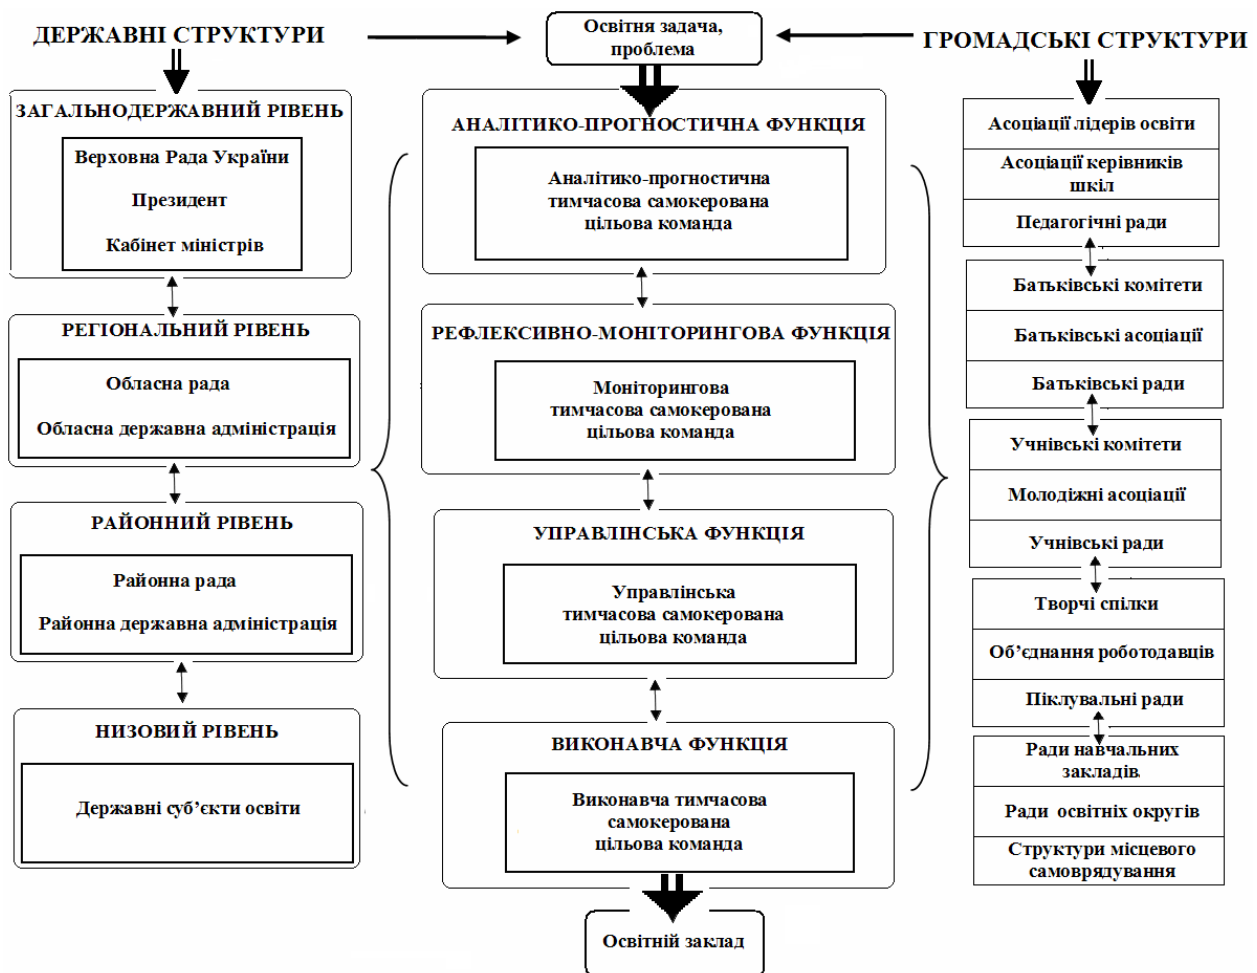 ДЕРЖАВНІ СТРУКТУРИ
Освітня задача,
проблема
ГРОМАДСЬКІ СТРУКТУРИ
ЗАГАЛЬНОДЕРЖАВНИЙ РІВЕНЬ
Верховна Рада України
Президент
Кабінет міністрів
РЕГІОНАЛЬНИЙ РІВЕНЬ
Обласна рада
Обласна державна адміністрація
РАЙОННИЙ РІВЕНЬ
Районна рада
Районна державна адміністрація
НИЗОВИЙ РІВЕНЬ
Державні суб’єкти освіти
АНАЛІТИКО-ПРОГНОСТИЧНА ФУНКЦІЯ
Аналітико-прогностична
тимчасова самокерована
цільова команда
РЕФЛЕКСИВНО-МОНІТОРИНГОВА ФУНКЦІЯ
Моніторингова
тимчасова самокерована
цільова команда
УПРАВЛІНСЬКА ФУНКЦІЯ
Управлінська
тимчасова самокерована
цільова команда
ВИКОНАВЧА ФУНКЦІЯ
Виконавча тимчасова
самокерована
цільова команда
Освітній заклад
Асоціації лідерів освіти
Асоціації керівників
шкіл
Педагогічні ради
Батьківські комітети
Батьківські асоціації
Батьківські ради
Учнівські комітети
Молодіжні асоціації
Учнівські ради
Творчі спілки
Об’єднання роботодавців
Піклувальні ради
Ради навчальних
закладів
Ради освітніх округів
Структури місцевого
самоврядування